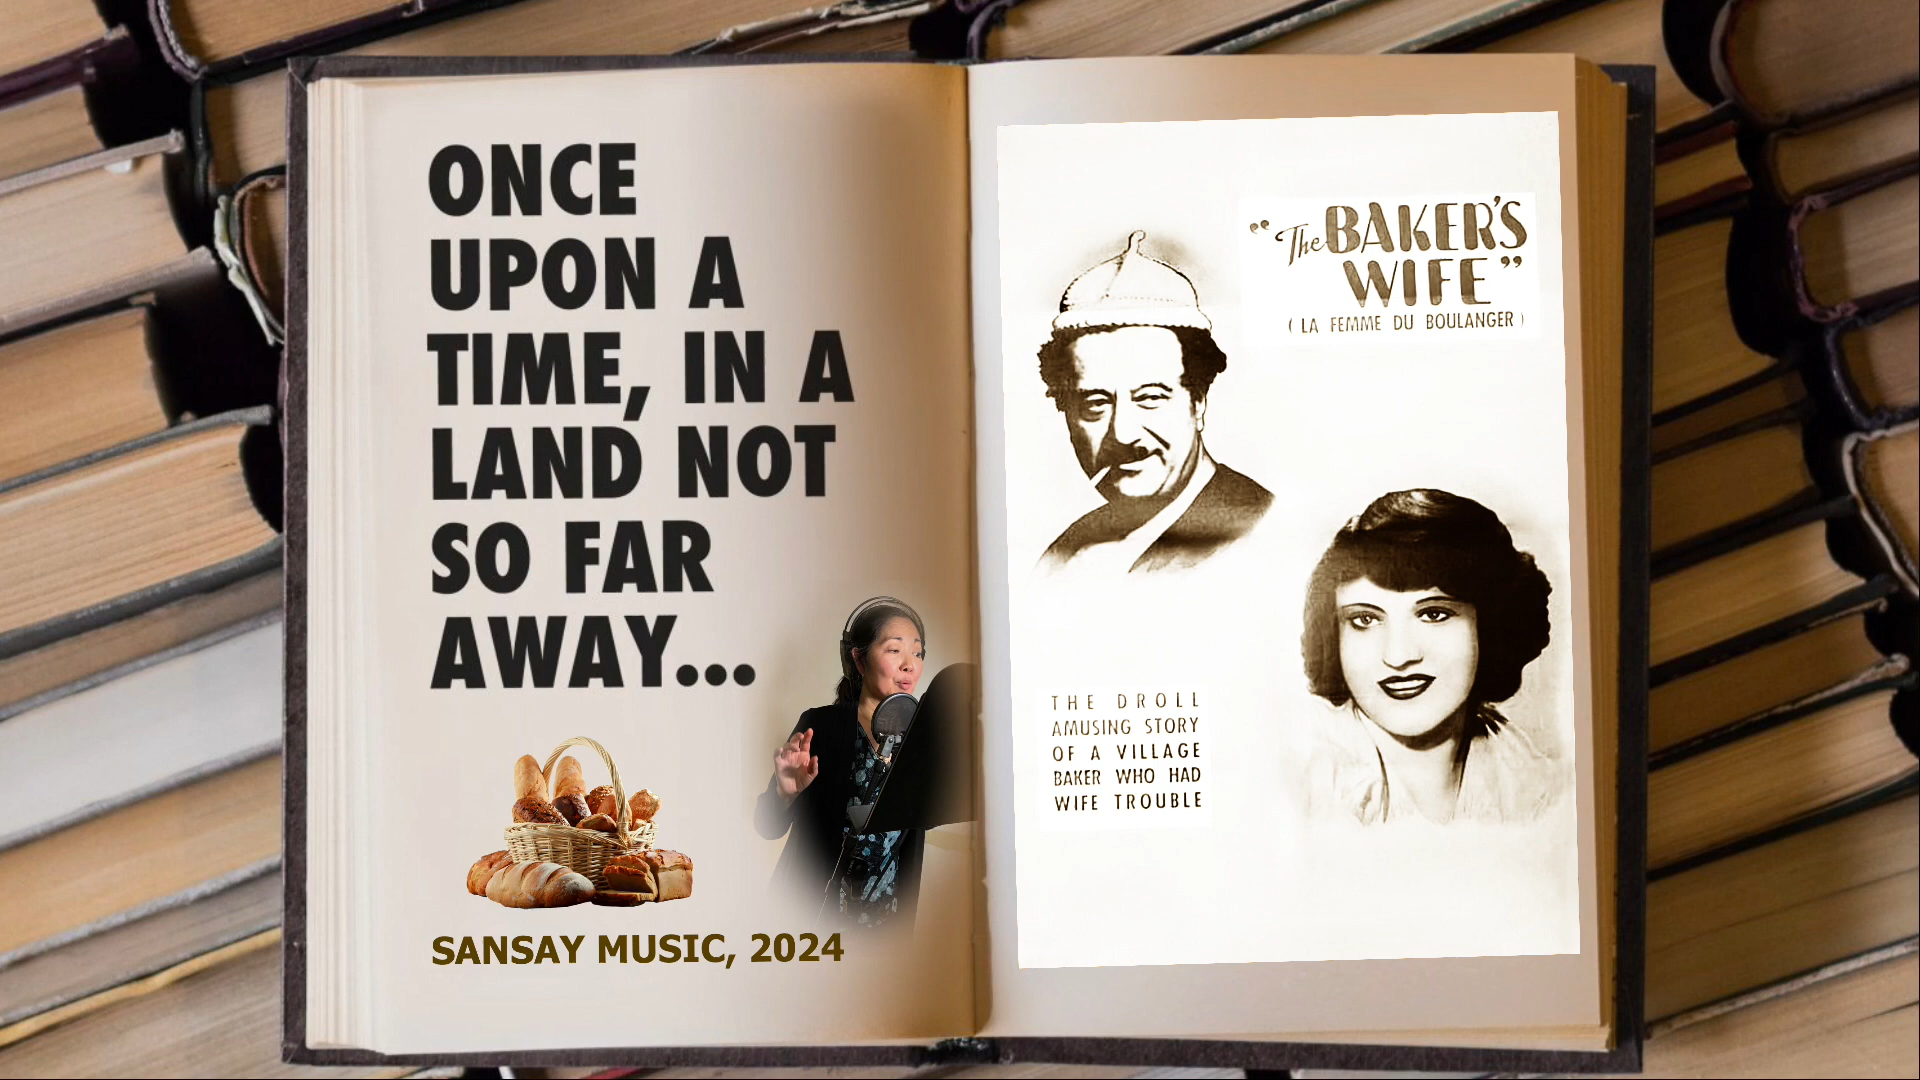 ONCE
UPON A
TIME, IN A
LAND NOT
SO FAR
AWAY...
SANSAY MUSIC, 2024
"The BAKER'S
WIFE"
(LA FEMME DU BOULANGER)
THE DROLL
AMUSING STORY
OF A VILLAGE
BAKER WHO HAD
WIFE TROUBLE